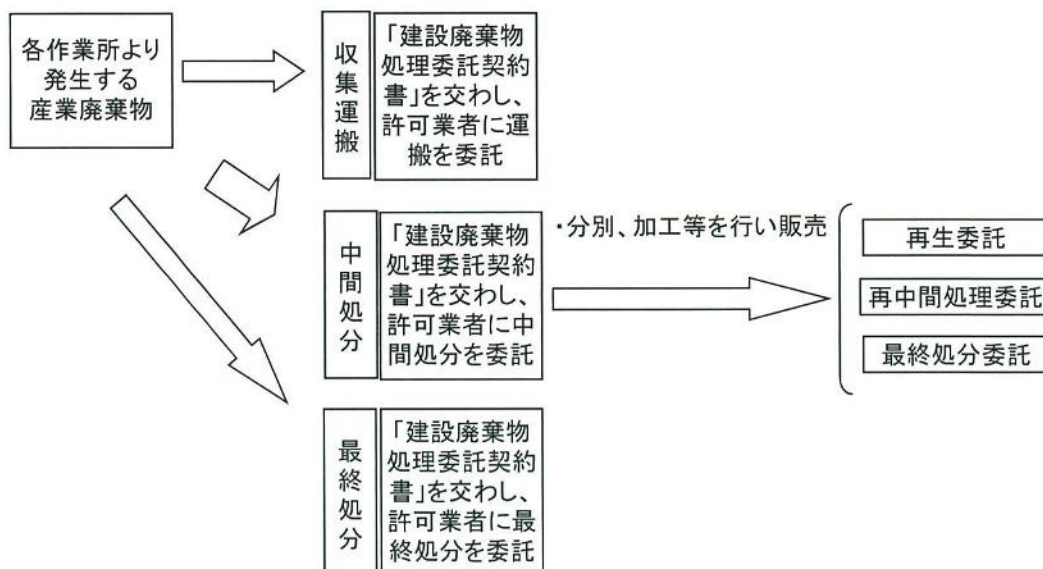 各作業所より
発生する
産業廃棄物
収集運搬
「建設廃棄物
処理委託契約
書」を交わし、
許可業者に運
搬を委託
中間処分
「建設廃棄物
処理委託契約
書」を交わし、
許可業者に中
間処分を委託
・分別、加工等を行い販売
再生委託
再中間処理委託
最終処分委託
最終処分
「建設廃棄物
処理委託契約
書」を交わし、
許可業者に最
終処分を委託